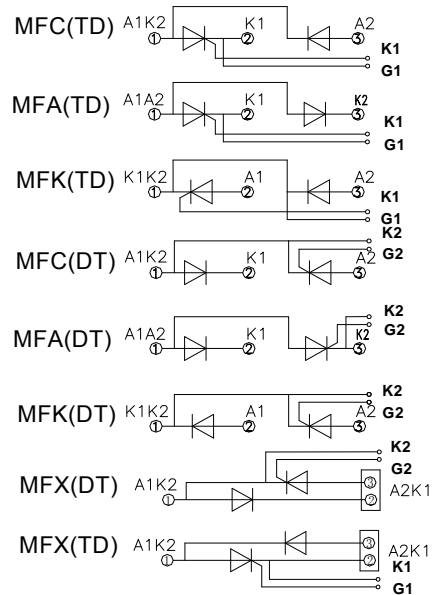 MFC(TD) A1K2 K1 A2
1 2 3
K1
G1
MFA(TD) A1A2 K1 K2
1 2 3
K1
G1
MFK(TD) K1K2 A1 A2
1 2 3
K1
G1
K2
MFC(DT) A1K2 K1 A2 G2
1 2 3
MFA(DT) A1A2 K1 K2
G2
K2
1 2 3
MFK(DT) K1K2 A1 A2
K2
G2
1 2 3
K2
G2
MFX(DT) A1K2 3 A2K1
1 2
MFX(TD) A1K2 3 A2K1
1 2
K1
G1